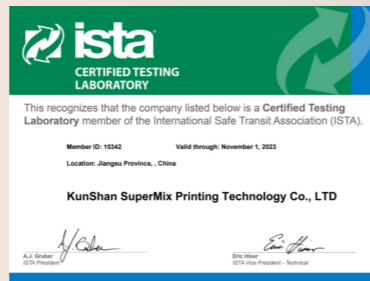 ista
CERTIFIED TESTING
LABORATORY
This recognizes that the company listed below is a Certified Testing
Laboratory member of the International Safe Transit Association (ISTA).
Member ID: 10342 Valid through: November 1, 2023
Location: Jiangsu Province, , China
KunShan SuperMix Printing Technology Co., LTD
A.J. Gruber
ISTA President
Eric Hiser
ISTA Vice President - Technical